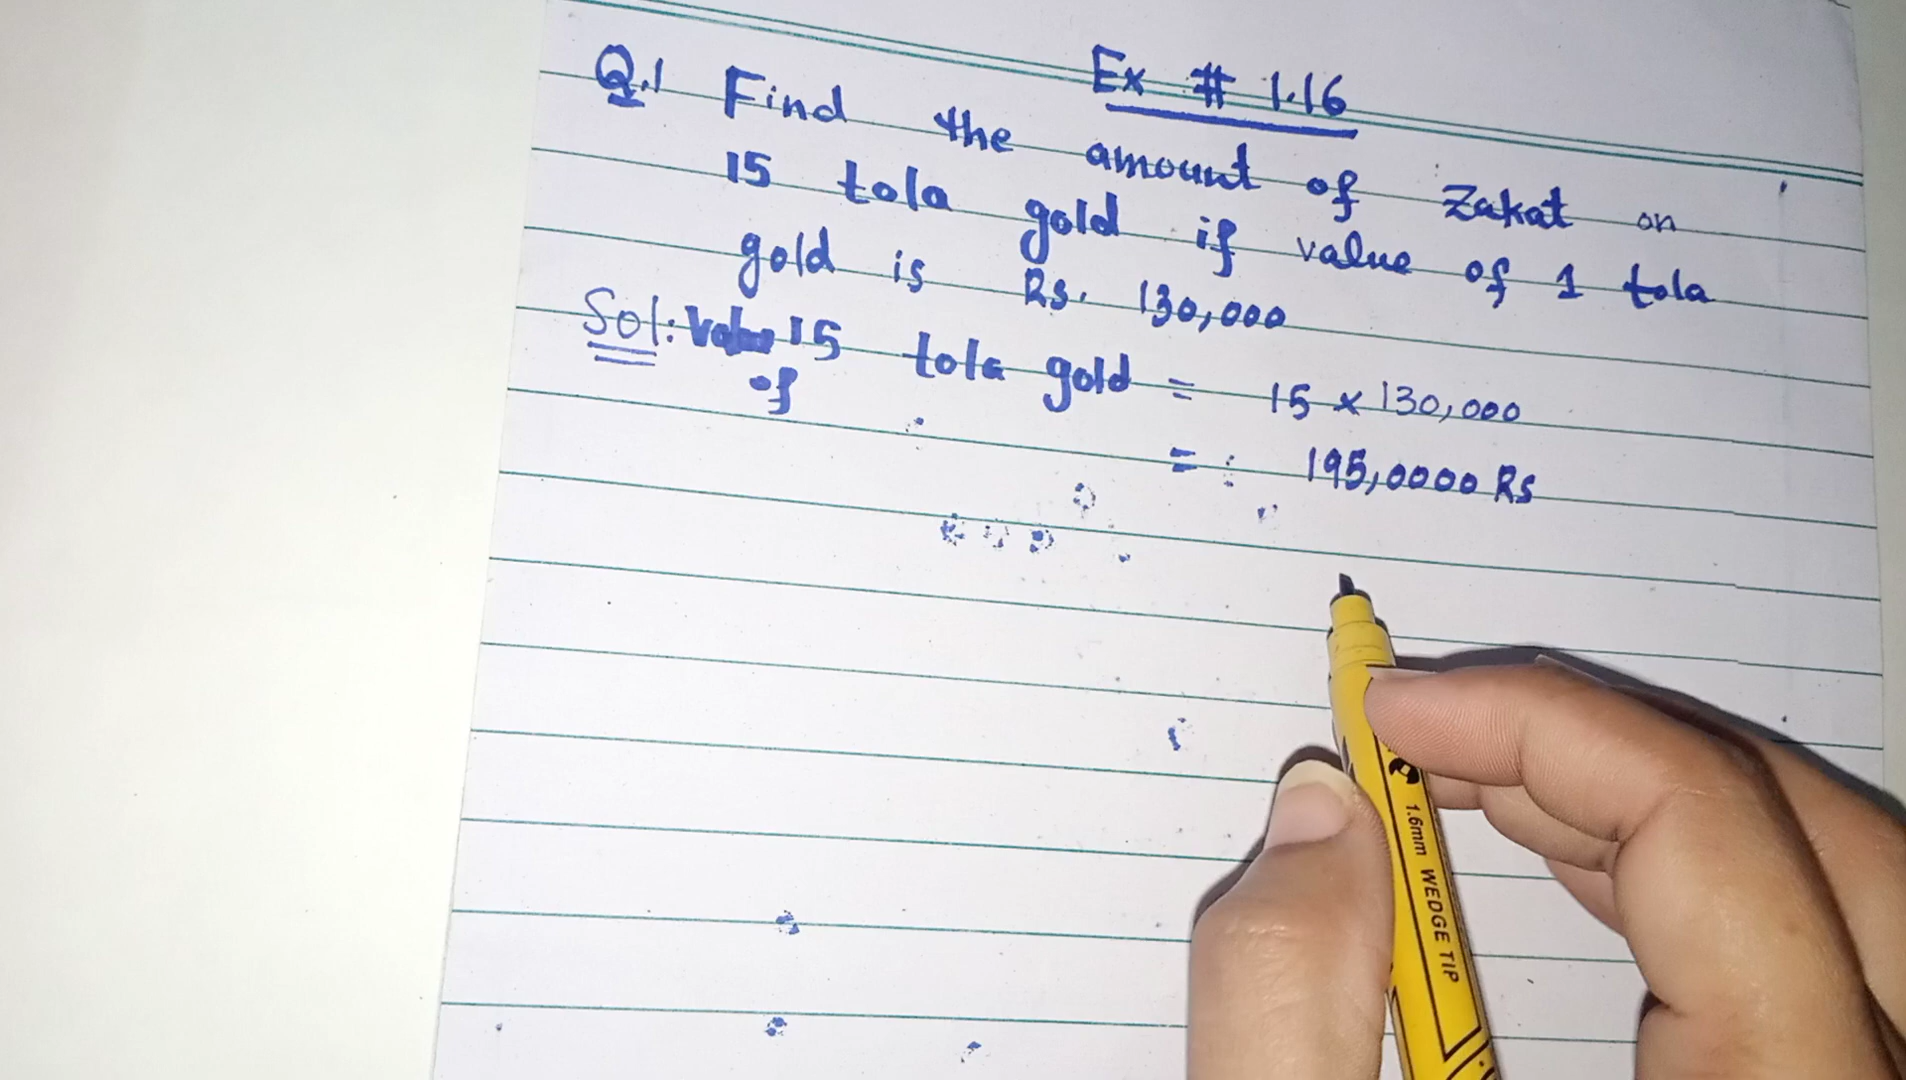 Ex # 1.16
Q.1 Find the amount of Zakat on
15 tola gold if value of 1 tola
gold is Rs. 130,000
Sol: Value 15 tola gold = 15 x 130,000
of
= 195,0000 Rs
1.6mm WEDGE TIP